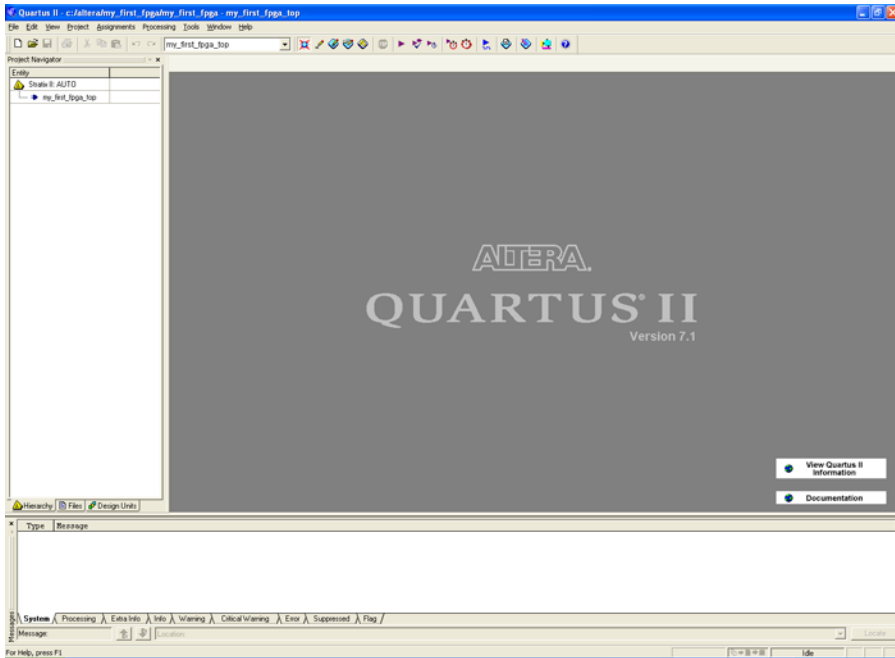 Quartus II - c:/altera/my_first_fpga/my_first_fpga - my_first_fpga_top
File Edit View Project Assignments Processing Tools Window Help
my_first_fpga_top
Project Navigator
Entity
Stratix II: AUTO
my_first_fpga_top
ALTERA.
QUARTUS® II
Version 7.1
View Quartus II
Information
Documentation
Hierarchy Files Design Units
Type Message
System Processing Extra Info Info Warning Critical Warning Error Suppressed Flag
Messages
Message: Location: Locate
For Help, press F1 Idle